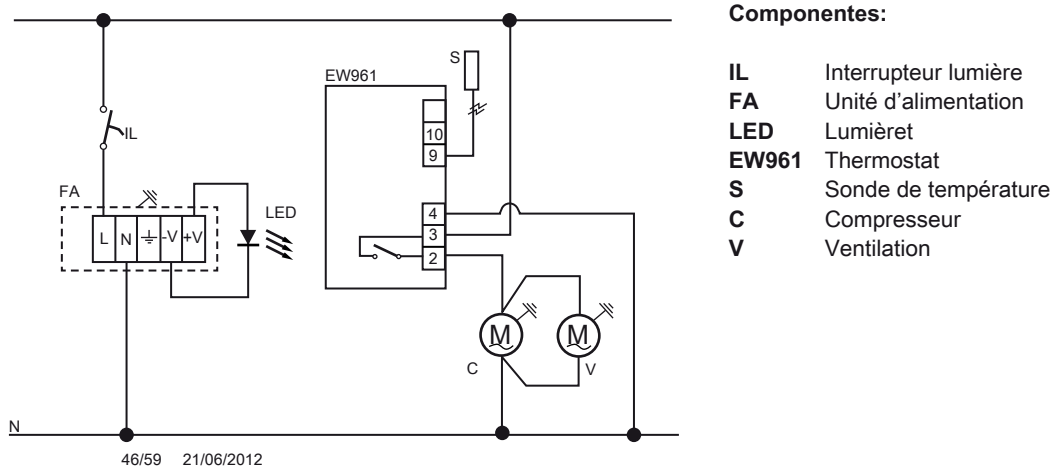 Componentes:
IL Interrupteur lumière
FA Unité d'alimentation
LED Lumièret
EW961 Thermostat
S Sonde de température
C Compresseur
V Ventilation
S
EW961
10
9
IL
FA
4
LED
L N -V +V
3
2
M M
C V
N
46/59 21/06/2012